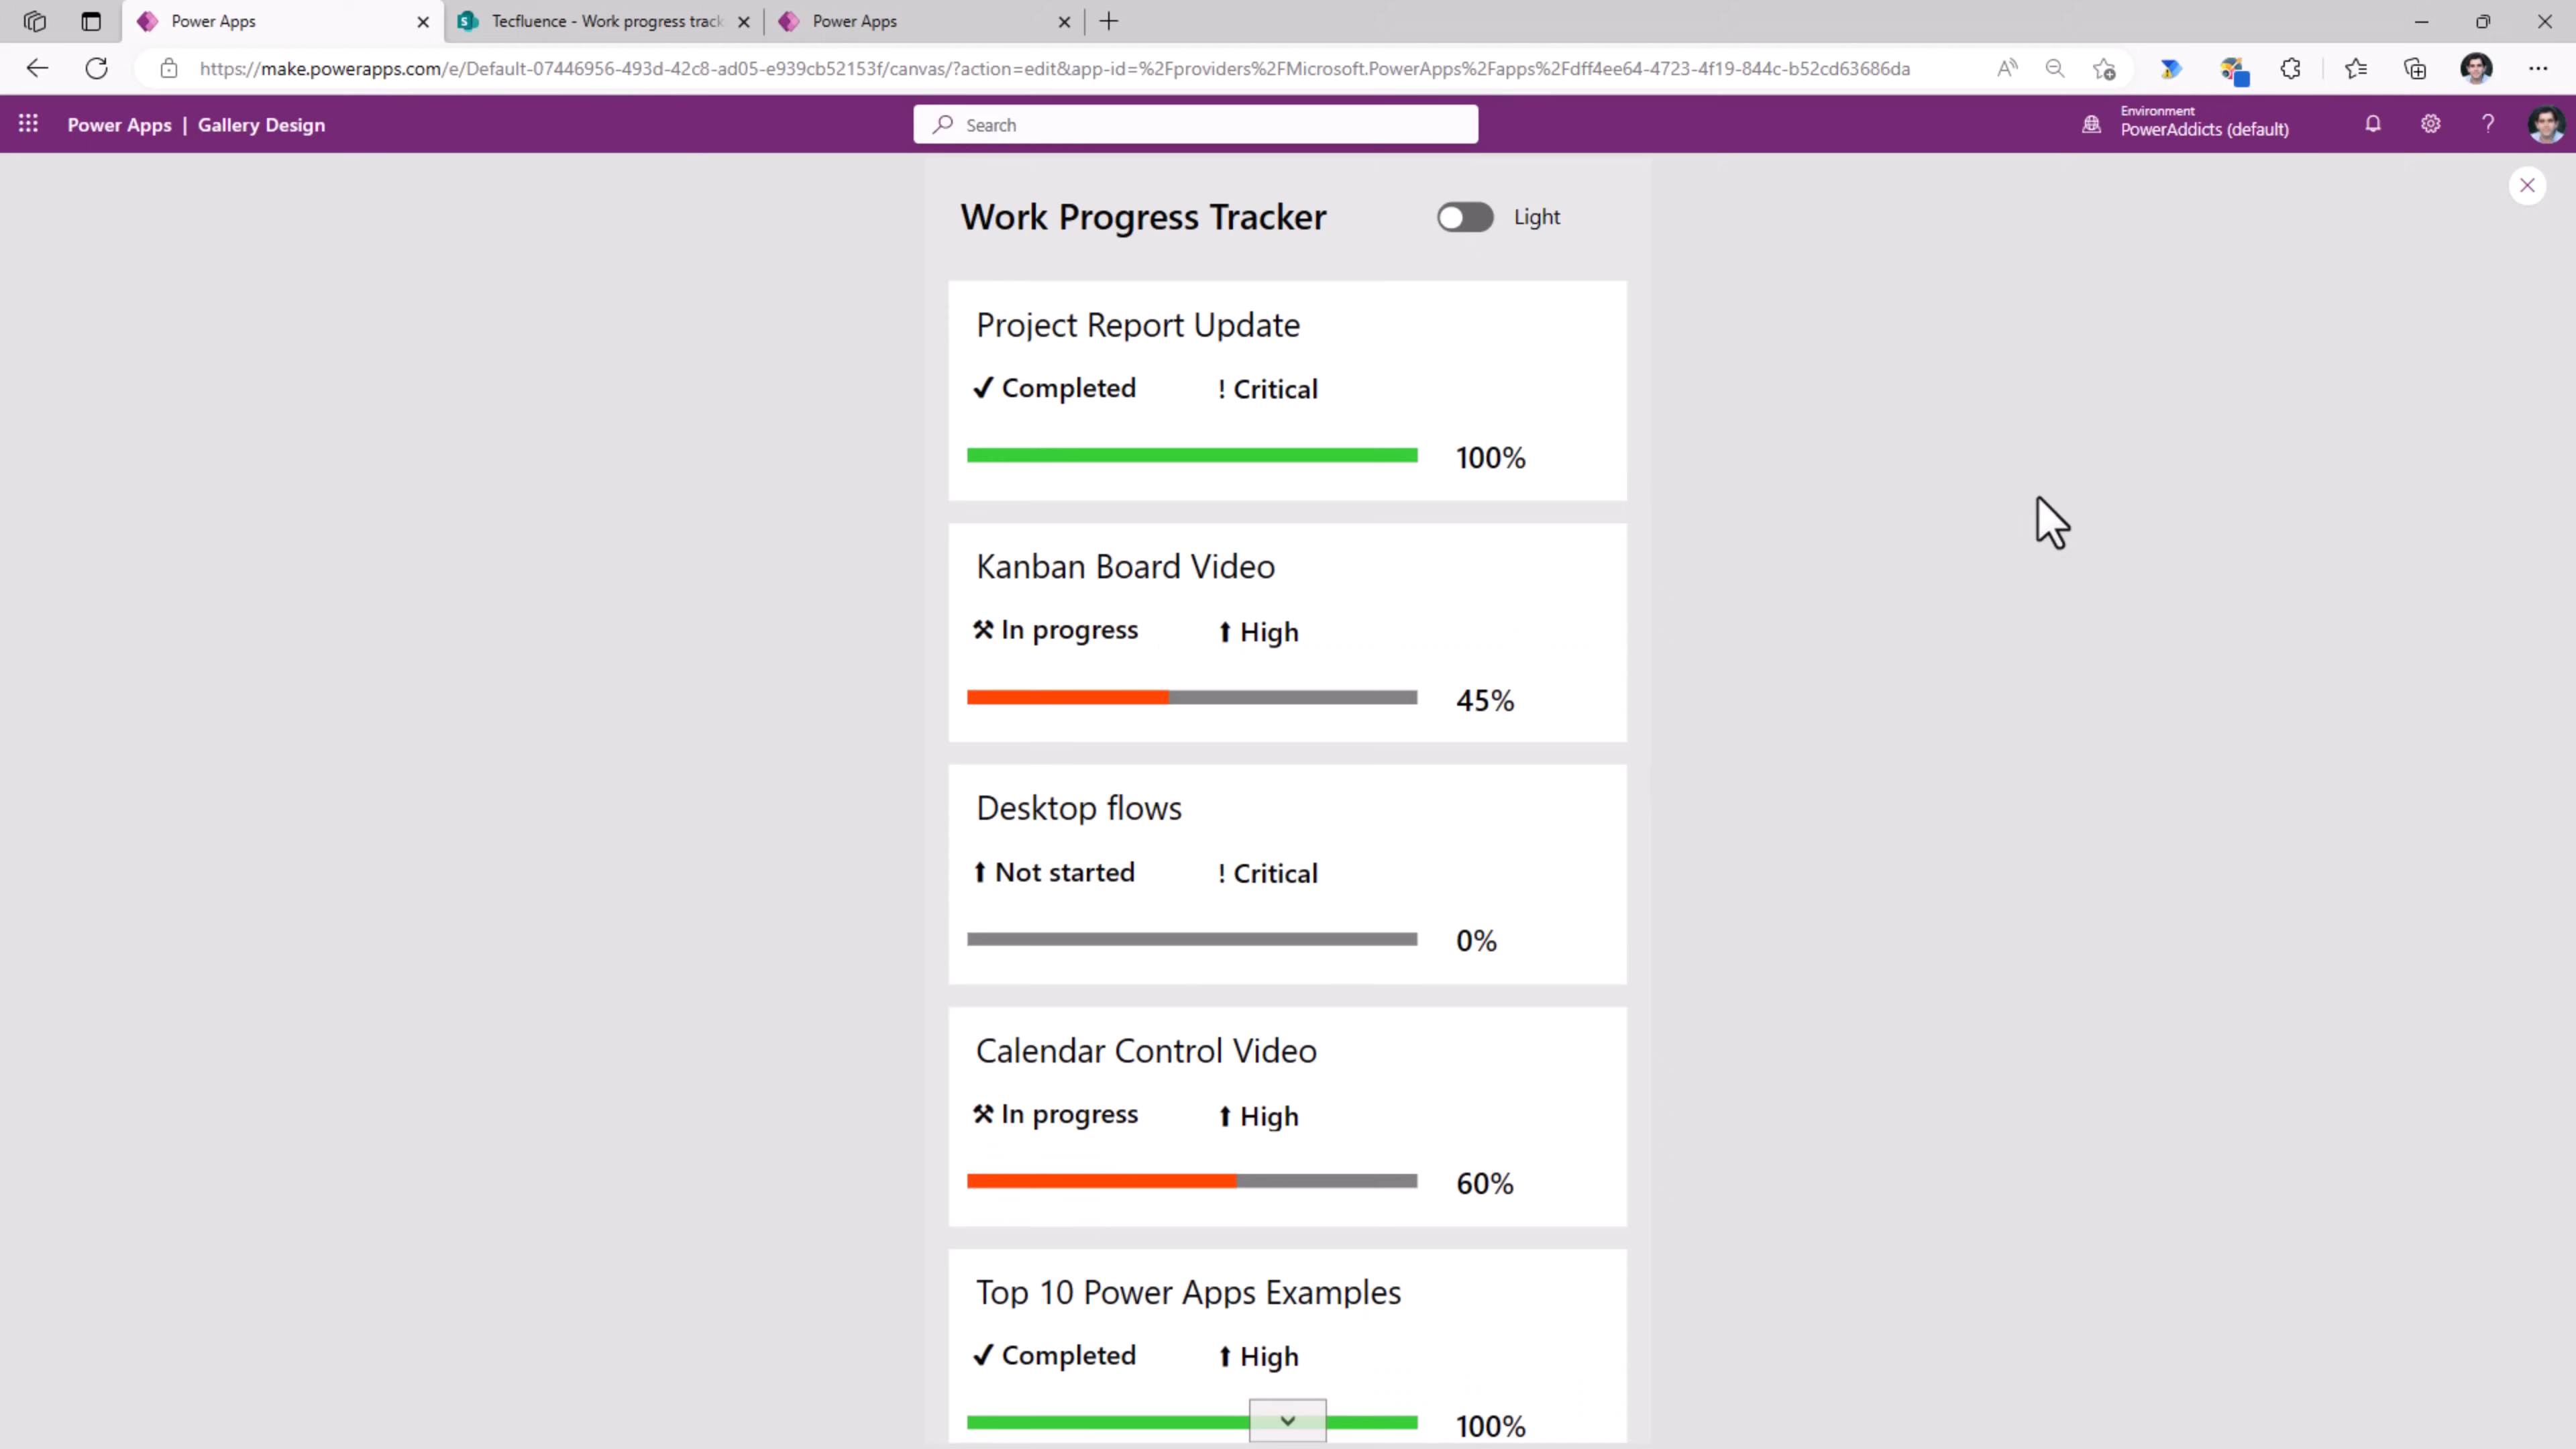 Power Apps
Tecfluence - Work progress track
Power Apps
https://make.powerapps.com/e/Default-07446956-493d-42c8-ad05-e939cb52153f/canvas/?action=edit&app-id=%2Fproviders%2FMicrosoft.PowerApps%2Fapps%2Fdff4ee64-4723-4f19-844c-b52cd63686da
Power Apps | Gallery Design
Search
Environment
PowerAddicts (default)
Work Progress Tracker
Light
Project Report Update
✓ Completed ! Critical
100%
Kanban Board Video
⚒ In progress ⬆ High
45%
Desktop flows
⬆ Not started ! Critical
0%
Calendar Control Video
⚒ In progress ⬆ High
60%
Top 10 Power Apps Examples
✓ Completed ⬆ High
100%